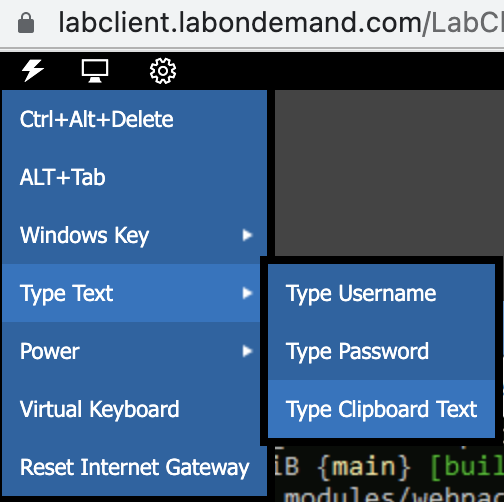 labclient.labondemand.com/LabCl
Ctrl+Alt+Delete
ALT+Tab
Windows Key
Type Text
Type Username
Power
Type Password
Virtual Keyboard
Type Clipboard Text
Reset Internet Gateway
iB {main} [buil
modules/webpac